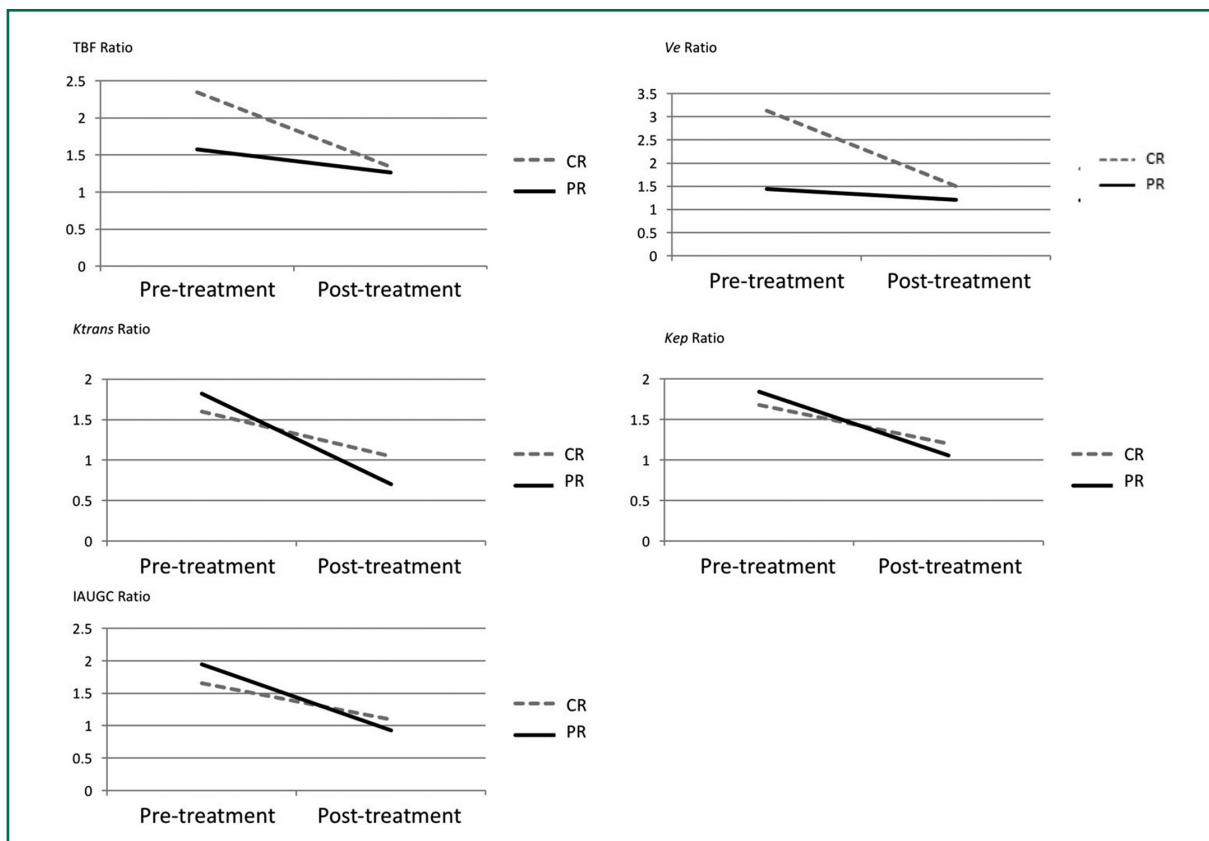 TBF Ratio
2.5
2
1.5
1
0.5
0
Pre-treatment Post-treatment
CR
PR
Ve Ratio
3.5
3
2.5
2
1.5
1
0.5
0
Pre-treatment Post-treatment
CR
PR
Ktrans Ratio
2
1.5
1
0.5
0
Pre-treatment Post-treatment
CR
PR
Kep Ratio
2
1.5
1
0.5
0
Pre-treatment Post-treatment
CR
PR
IAUGC Ratio
2.5
2
1.5
1
0.5
0
Pre-treatment Post-treatment
CR
PR